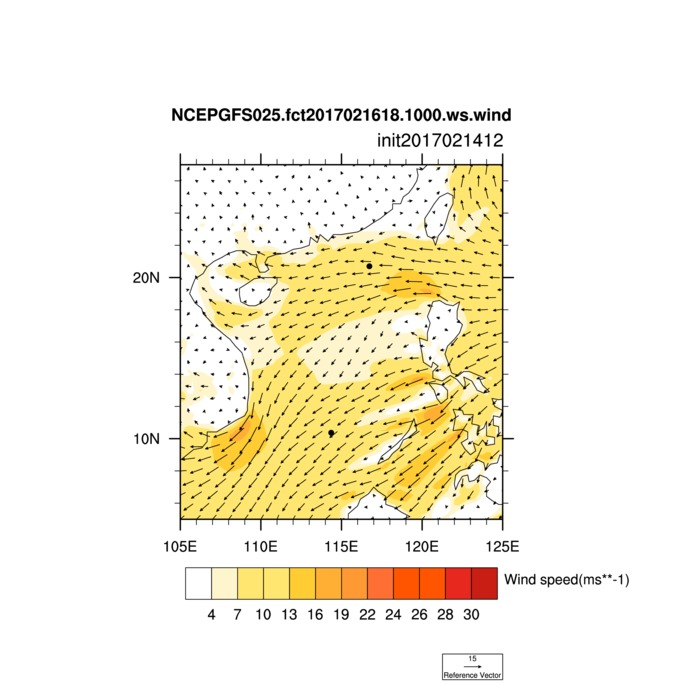 NCEPGFS025.fct2017021618.1000.ws.wind
init2017021412
20N
10N
105E 110E 115E 120E 125E
Wind speed(ms**-1)
4 7 10 13 16 19 22 24 26 28 30
15
Reference Vector